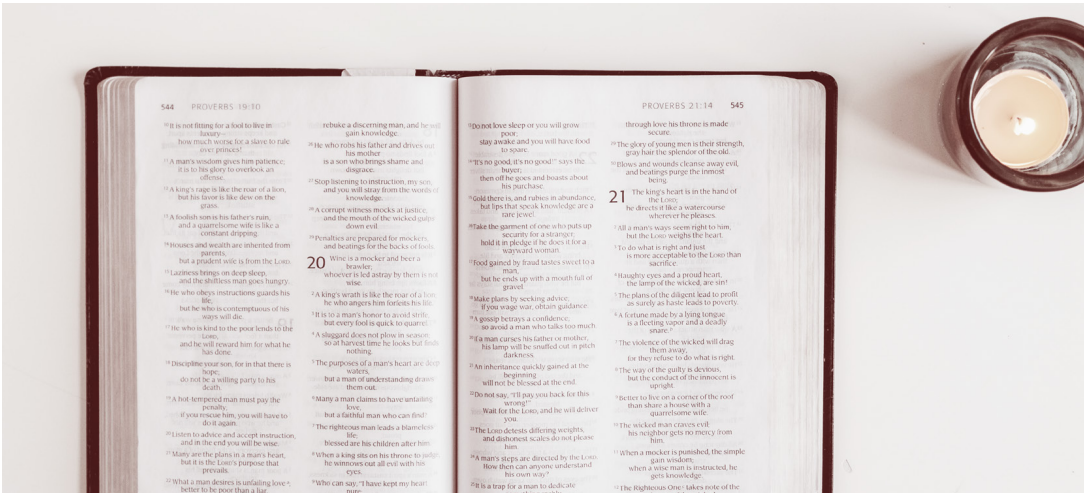 544 PROVERBS 19:10
10 It is not fitting for a fool to live in
luxury—
how much worse for a slave to rule
over princes!
11 A man's wisdom gives him patience;
it is to his glory to overlook an
offense.
12 A king's rage is like the roar of a lion,
but his favor is like dew on the
grass.
13 A foolish son is his father's ruin,
and a quarrelsome wife is like a
constant dripping.
14 Houses and wealth are inherited from
parents,
but a prudent wife is from the LORD.
15 Laziness brings on deep sleep,
and the shiftless man goes hungry.
16 He who obeys instructions guards his
life,
but he who is contemptuous of his
ways will die.
17 He who is kind to the poor lends to the
LORD,
and he will reward him for what he
has done.
18 Discipline your son, for in that there is
hope;
do not be a willing party to his
death.
19 A hot-tempered man must pay the
penalty;
if you rescue him, you will have to
do it again.
20 Listen to advice and accept instruction,
and in the end you will be wise.
21 Many are the plans in a man's heart,
but it is the LORD's purpose that
prevails.
22 What a man desires is unfailing love;
better to be poor than a liar.
rebuke a discerning man, and he will
gain knowledge.
26 He who robs his father and drives out
his mother
is a son who brings shame and
disgrace.
27 Stop listening to instruction, my son,
and you will stray from the words of
knowledge.
28 A corrupt witness mocks at justice,
and the mouth of the wicked gulps
down evil.
29 Penalties are prepared for mockers,
and beatings for the backs of fools.
20 Wine is a mocker and beer a
brawler;
whoever is led astray by them is not
wise.
2 A king's wrath is like the roar of a lion;
he who angers him forfeits his life.
3 It is to a man's honor to avoid strife,
but every fool is quick to quarrel.
4 A sluggard does not plow in season;
so at harvest time he looks but finds
nothing.
5 The purposes of a man's heart are deep
waters,
but a man of understanding draws
them out.
6 Many a man claims to have unfailing
love,
but a faithful man who can find?
7 The righteous man leads a blameless
life;
blessed are his children after him.
8 When a king sits on his throne to judge,
he winnows out all evil with his
eyes.
9 Who can say, "I have kept my heart
pure;
PROVERBS 21:14 545
13 Do not love sleep or you will grow
poor;
stay awake and you will have food
to spare.
14 "It's no good, it's no good!" says the
buyer;
then off he goes and boasts about
his purchase.
15 Gold there is, and rubies in abundance,
but lips that speak knowledge are a
rare jewel.
16 Take the garment of one who puts up
security for a stranger;
hold it in pledge if he does it for a
wayward woman.
17 Food gained by fraud tastes sweet to a
man,
but he ends up with a mouth full of
gravel.
18 Make plans by seeking advice;
if you wage war, obtain guidance.
19 A gossip betrays a confidence;
so avoid a man who talks too much.
20 If a man curses his father or mother,
his lamp will be snuffed out in pitch
darkness.
21 An inheritance quickly gained at the
beginning
will not be blessed at the end.
22 Do not say, "I'll pay you back for this
wrong!"
Wait for the LORD, and he will deliver
you.
23 The LORD detests differing weights,
and dishonest scales do not please
him.
24 A man's steps are directed by the LORD.
How then can anyone understand
his own way?
25 It is a trap for a man to dedicate
through love his throne is made
secure.
29 The glory of young men is their strength,
gray hair the splendor of the old.
30 Blows and wounds cleanse away evil,
and beatings purge the inmost
being.
21 The king's heart is in the hand of
the LORD;
he directs it like a watercourse
wherever he pleases.
2 All a man's ways seem right to him,
but the LORD weighs the heart.
3 To do what is right and just
is more acceptable to the LORD than
sacrifice.
4 Haughty eyes and a proud heart,
the lamp of the wicked, are sin!
5 The plans of the diligent lead to profit
as surely as haste leads to poverty.
6 A fortune made by a lying tongue
is a fleeting vapor and a deadly
snare.
7 The violence of the wicked will drag
them away,
for they refuse to do what is right.
8 The way of the guilty is devious,
but the conduct of the innocent is
upright.
9 Better to live on a corner of the roof
than share a house with a
quarrelsome wife.
10 The wicked man craves evil;
his neighbor gets no mercy from
him.
11 When a mocker is punished, the simple
gain wisdom;
when a wise man is instructed, he
gets knowledge.
12 The Righteous One takes note of the